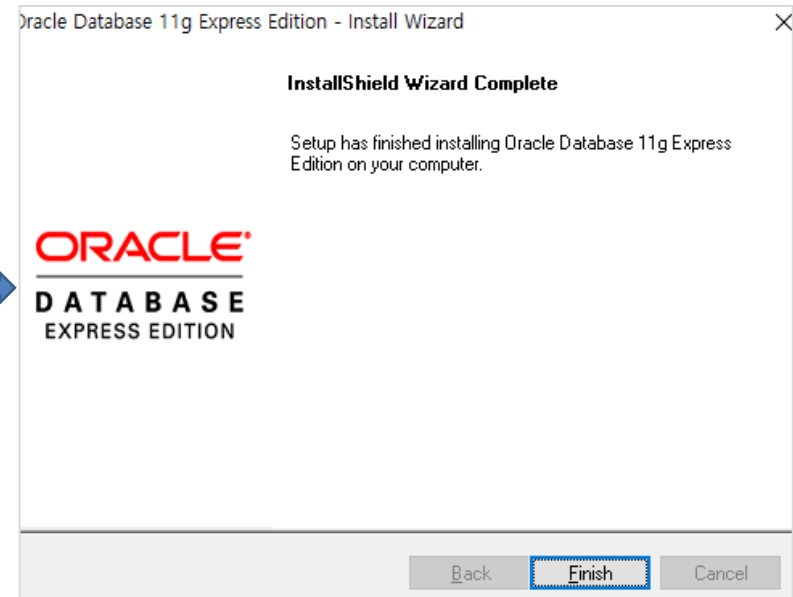 Oracle Database 11g Express Edition - Install Wizard
InstallShield Wizard Complete
Setup has finished installing Oracle Database 11g Express
Edition on your computer.
ORACLE
DATABASE
EXPRESS EDITION
Back
Finish
Cancel